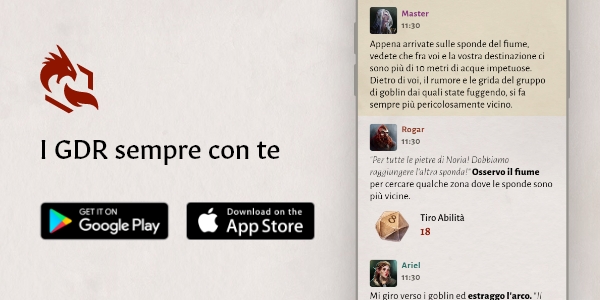 I GDR sempre con te
GET IT ON
Google Play
Download on the
App Store
Master
11:30
Appena arrivate sulle sponde del fiume,
vedete che fra voi e la vostra destinazione ci
sono più di 10 metri di acque impetuose.
Dietro di voi, il rumore e le grida del gruppo
di goblin dai quali state fuggendo, si fa
sempre più pericolosamente vicino.
Rogar
11:30
"Per tutte le pietre di Noria! Dobbiamo
raggiungere l'altra sponda!" Osservo il fiume
per cercare qualche zona dove le sponde sono
più vicine.
Tiro Abilità
18
Ariel
11:30
Mi giro verso i goblin ed estraggo l'arco. "Il